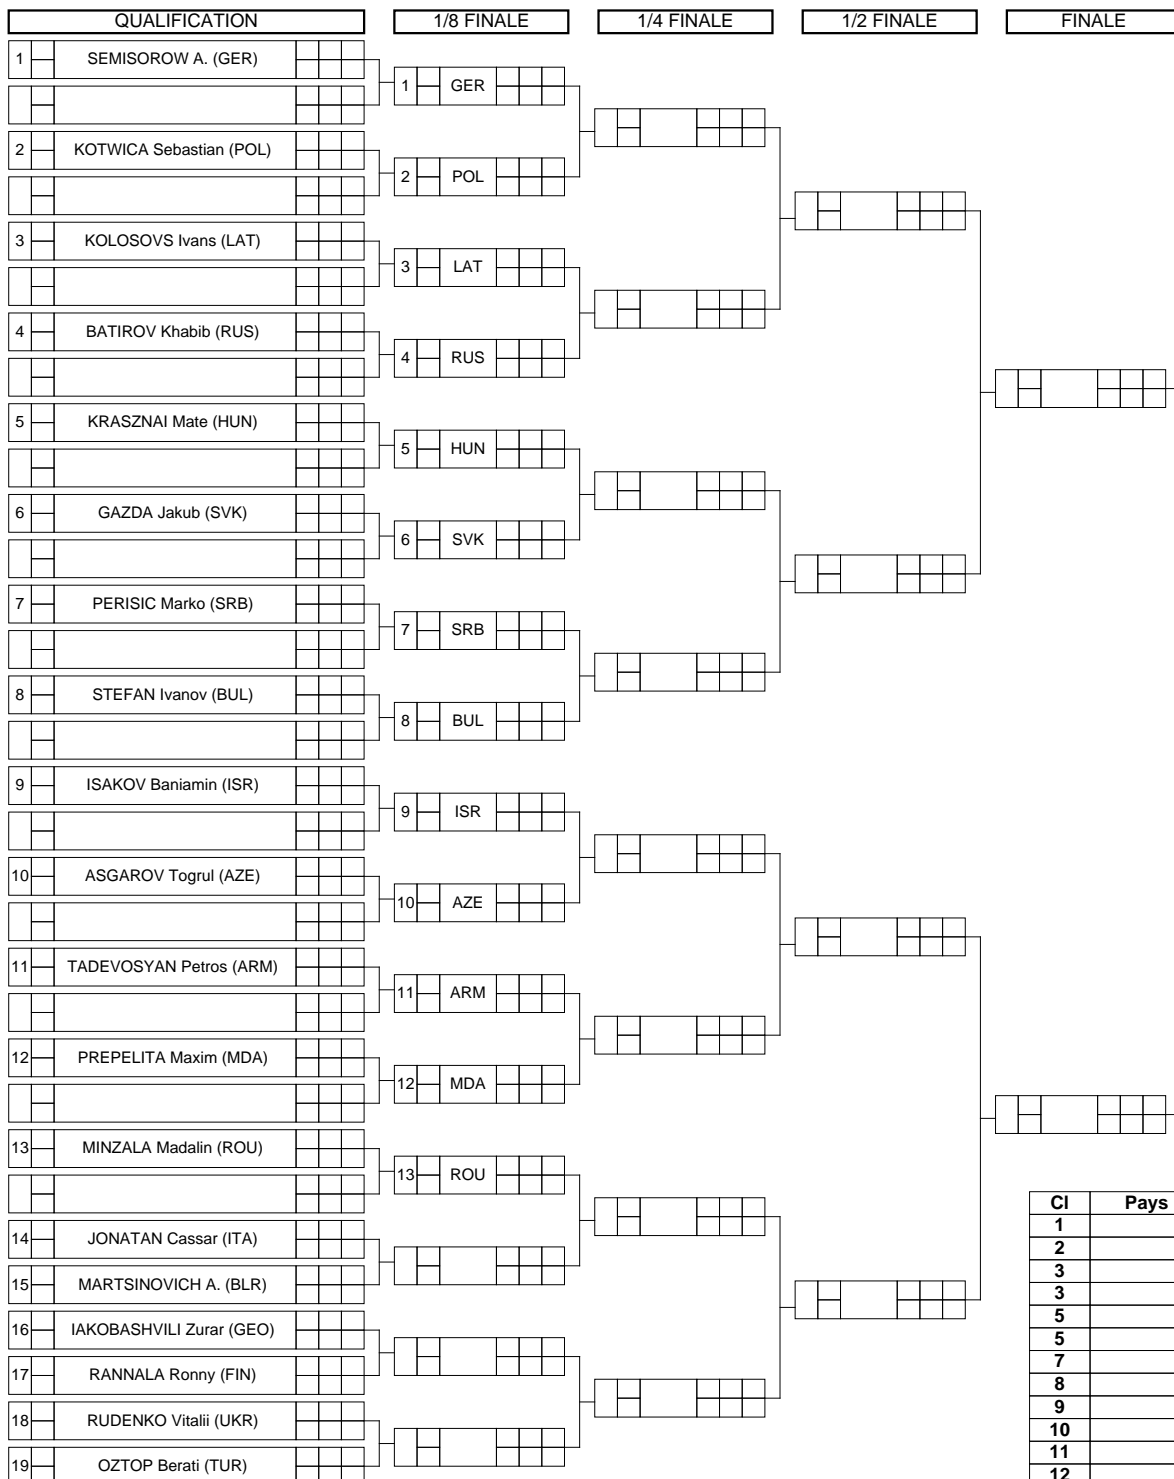 QUALIFICATION 1/8 FINALE 1/4 FINALE 1/2 FINALE FINALE
1 SEMISOROW A. (GER)
1 GER
2 KOTWICA Sebastian (POL)
2 POL
3 KOLOSOVS Ivans (LAT)
3 LAT
4 BATIROV Khabib (RUS)
4 RUS
5 KRASZNAI Mate (HUN)
5 HUN
6 GAZDA Jakub (SVK)
6 SVK
7 PERISIC Marko (SRB)
7 SRB
8 STEFAN Ivanov (BUL)
8 BUL
9 ISAKOV Baniamin (ISR)
9 ISR
10 ASGAROV Togrul (AZE)
10 AZE
11 TADEVOSYAN Petros (ARM)
11 ARM
12 PREPELITA Maxim (MDA)
12 MDA
13 MINZALA Madalin (ROU)
13 ROU
14 JONATAN Cassar (ITA)
15 MARTSINOVICH A. (BLR)
16 IAKOBASHVILI Zurar (GEO)
17 RANNALA Ronny (FIN)
18 RUDENKO Vitalii (UKR)
19 OZTOP Berati (TUR)
Cl Pays
1
2
3
3
5
5
7
8
9
10
11
12